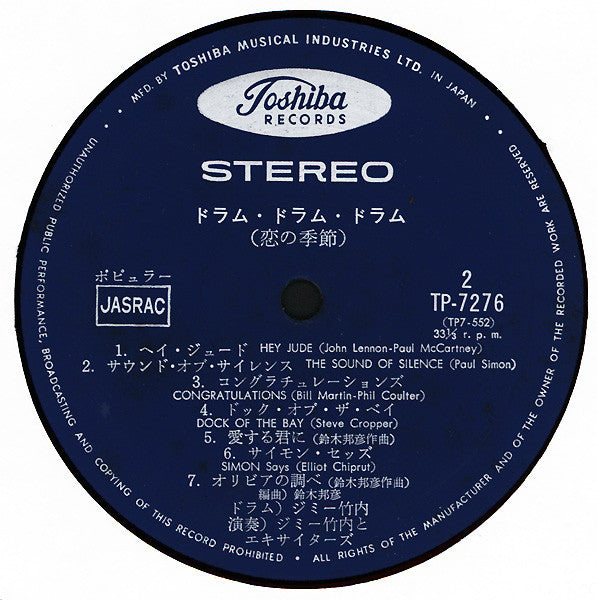 MFD. BY TOSHIBA MUSICAL INDUSTRIES LTD. IN JAPAN
Toshiba
RECORDS
STEREO
ドラム・ドラム・ドラム
(恋の季節)
ポピュラー
JASRAC
2
TP-7276
(TP7-552)
33⅓ r. p. m.
1. ヘイ・ジュード HEY JUDE (John Lennon-Paul McCartney)
2. サウンド・オブ・サイレンス THE SOUND OF SILENCE (Paul Simon)
3. コングラチュレーションズ
CONGRATULATIONS (Bill Martin-Phil Coulter)
4. ドック・オブ・ザ・ベイ
DOCK OF THE BAY (Steve Cropper)
5. 愛する君に (鈴木邦彦作曲)
6. サイモン・セッズ
SIMON Says (Elliot Chiprut)
7. オリビアの調べ (鈴木邦彦作曲)
編曲) 鈴木邦彦
ドラム) ジミー竹内
演奏) ジミー竹内と
エキサイターズ
UNAUTHORIZED PUBLIC PERFORMANCE, BROADCASTING AND COPYING OF THIS RECORD PROHIBITED • ALL RIGHTS OF THE MANUFACTURER AND OF THE OWNER OF THE RECORDED WORK ARE RESERVED